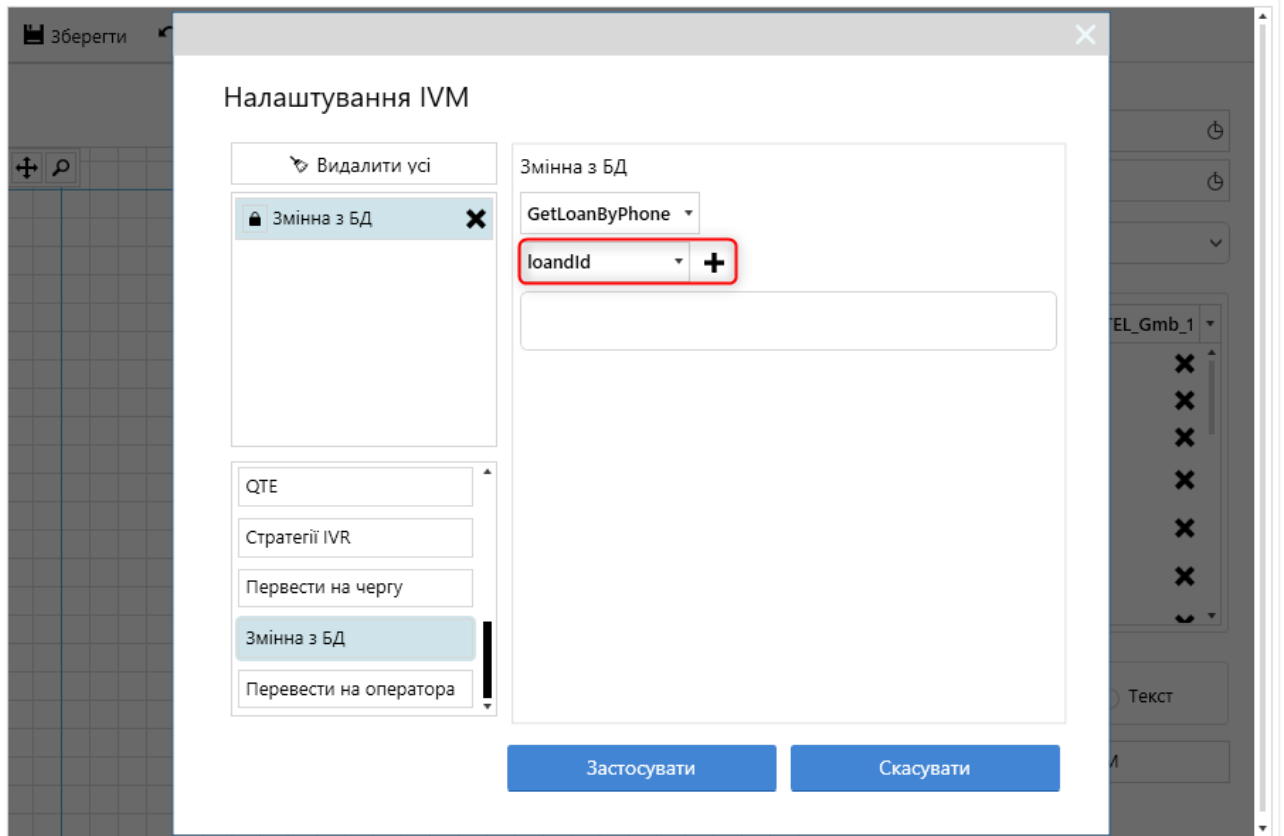 Зберегти
Налаштування IVM
Видалити усі
Змінна з БД
Змінна з БД
GetLoanByPhone
loandId
TEL_Gmb_1
QTE
Стратегії IVR
Первести на чергу
Змінна з БД
Перевести на оператора
Текст
Застосувати
Скасувати